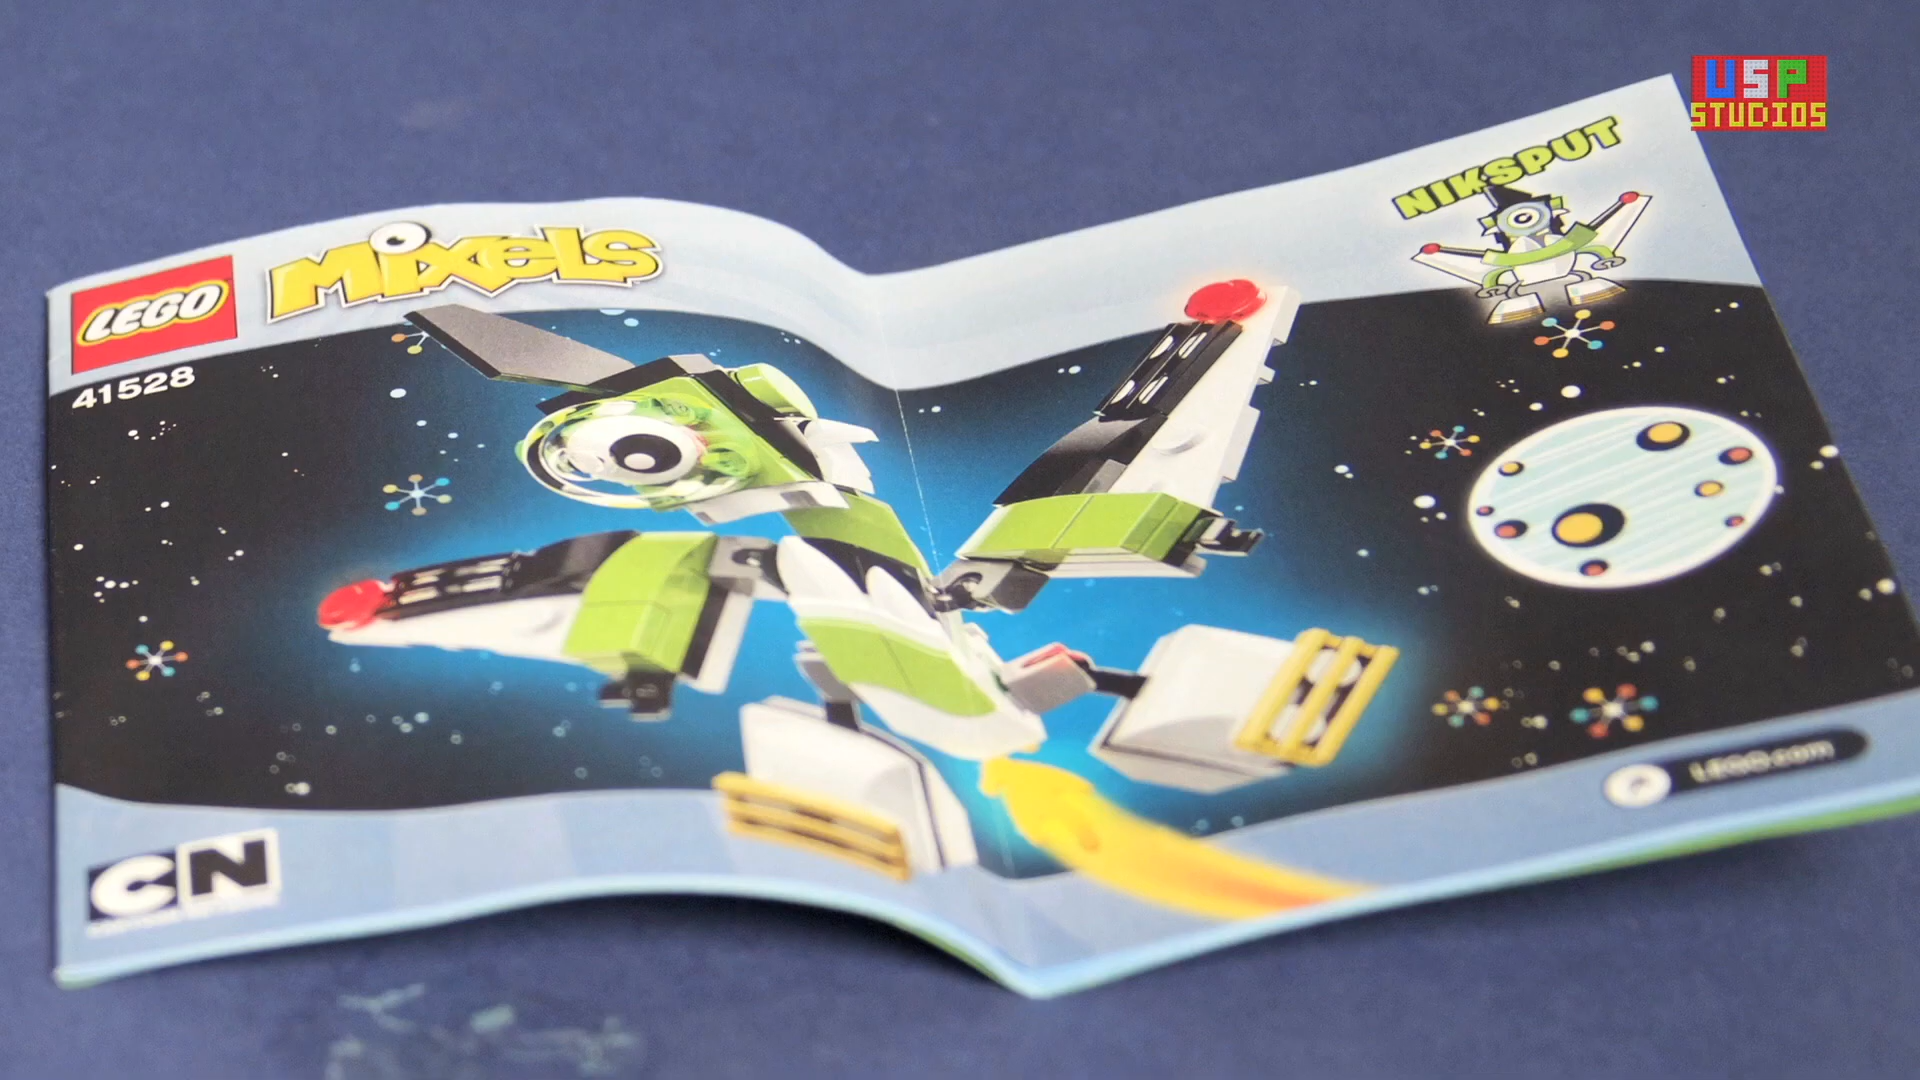 USP
STUDIOS
NIKSPUT
LEGO
MIXELS
41528
LEGO.com
CN